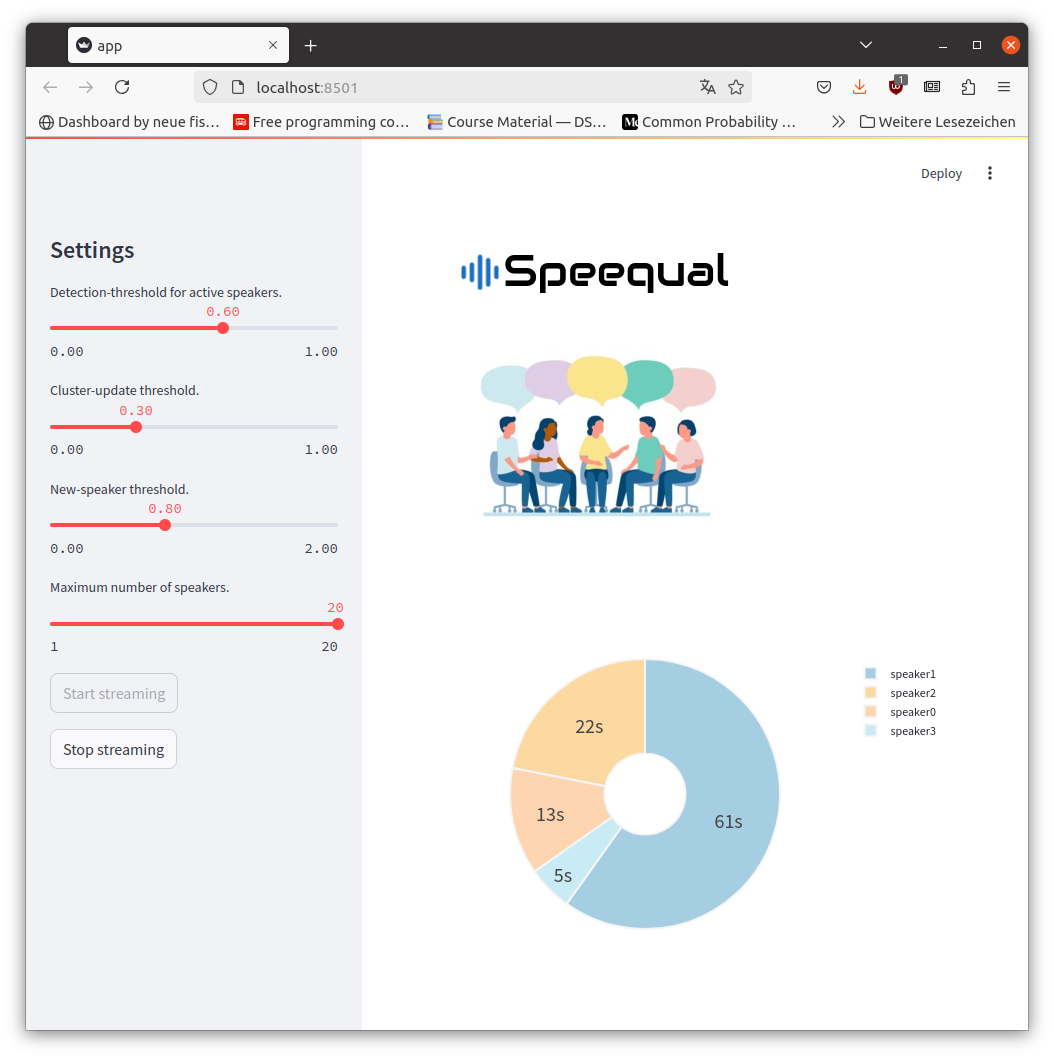 app
localhost:8501
1
Dashboard by neue fis…
Free programming co…
Course Material — DS…
Common Probability …
Weitere Lesezeichen
Deploy
Settings
Speequal
Detection-threshold for active speakers.
0.60
0.00 1.00
Cluster-update threshold.
0.30
0.00 1.00
New-speaker threshold.
0.80
0.00 2.00
Maximum number of speakers.
20
1 20
Start streaming
Stop streaming
22s
13s
5s
61s
speaker1
speaker2
speaker0
speaker3